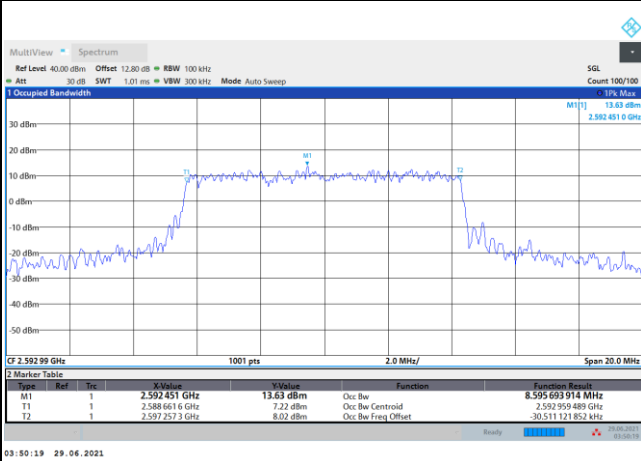 MultiView Spectrum
Ref Level 40.00 dBm Offset 12.80 dB RBW 100 kHz SGL
Att 30 dB SWT 1.01 ms VBW 300 kHz Mode Auto Sweep Count 100/100
1 Occupied Bandwidth 1Pk Max
M1[1] 13.63 dBm
2.592 451 0 GHz
M1
30 dBm
20 dBm
T1 T2
10 dBm
0 dBm
-10 dBm
-20 dBm
-30 dBm
-40 dBm
-50 dBm
CF 2.592 99 GHz 1001 pts 2.0 MHz/ Span 20.0 MHz
2 Marker Table
Type Ref Trc X-Value Y-Value Function Function Result
M1 1 2.592 451 GHz 13.63 dBm Occ Bw 8.595 693 914 MHz
T1 1 2.588 661 6 GHz 7.22 dBm Occ Bw Centroid 2.592 959 489 GHz
T2 1 2.597 257 3 GHz 8.02 dBm Occ Bw Freq Offset -30.511 121 852 kHz
Ready 29.06.2021
03:50:19
03:50:19 29.06.2021